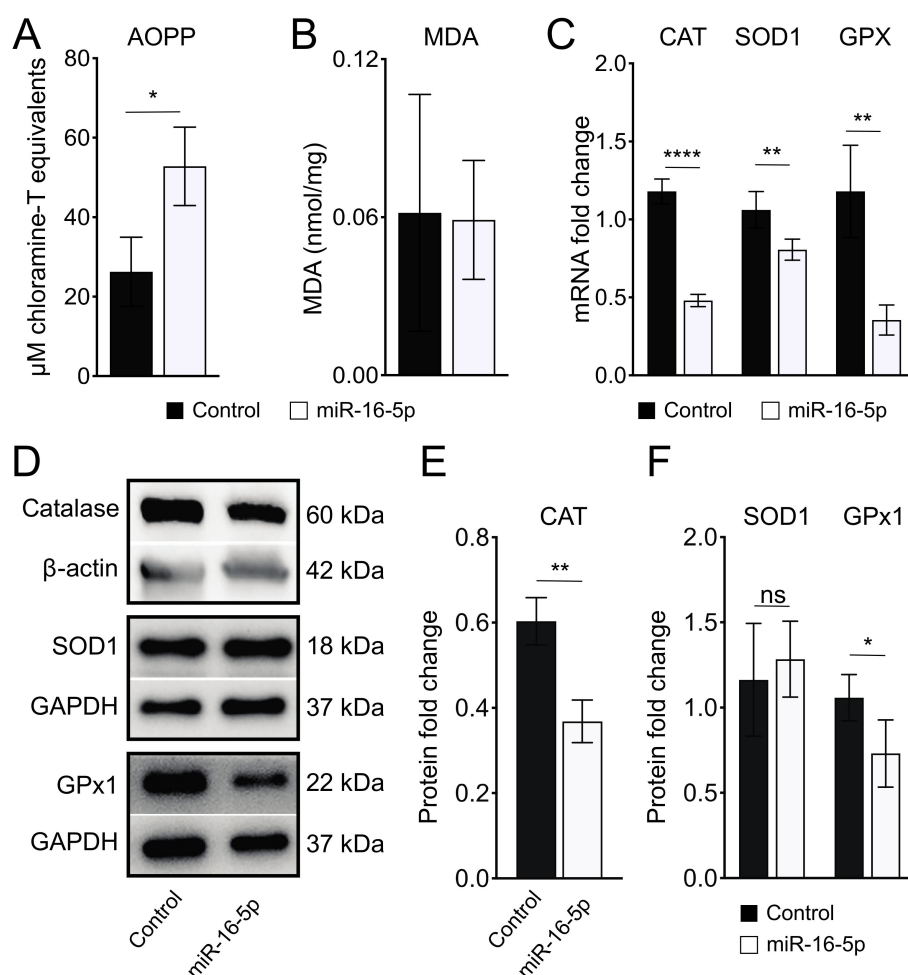 A
AOPP
µM chloramine-T equivalents
80
60
40
20
0
*
B
MDA
MDA (nmol/mg)
0.12
0.06
0.00
Control
miR-16-5p
C
CAT SOD1 GPX
mRNA fold change
2.0
1.5
1.0
0.5
0.0
****
**
**
Control
miR-16-5p
D
Catalase 60 kDa
β-actin 42 kDa
SOD1 18 kDa
GAPDH 37 kDa
GPx1 22 kDa
GAPDH 37 kDa
Control
miR-16-5p
E
CAT
Protein fold change
0.8
0.6
0.4
0.2
0.0
**
Control
miR-16-5p
F
SOD1 GPx1
Protein fold change
2.0
1.5
1.0
0.5
0.0
ns
*
Control
miR-16-5p